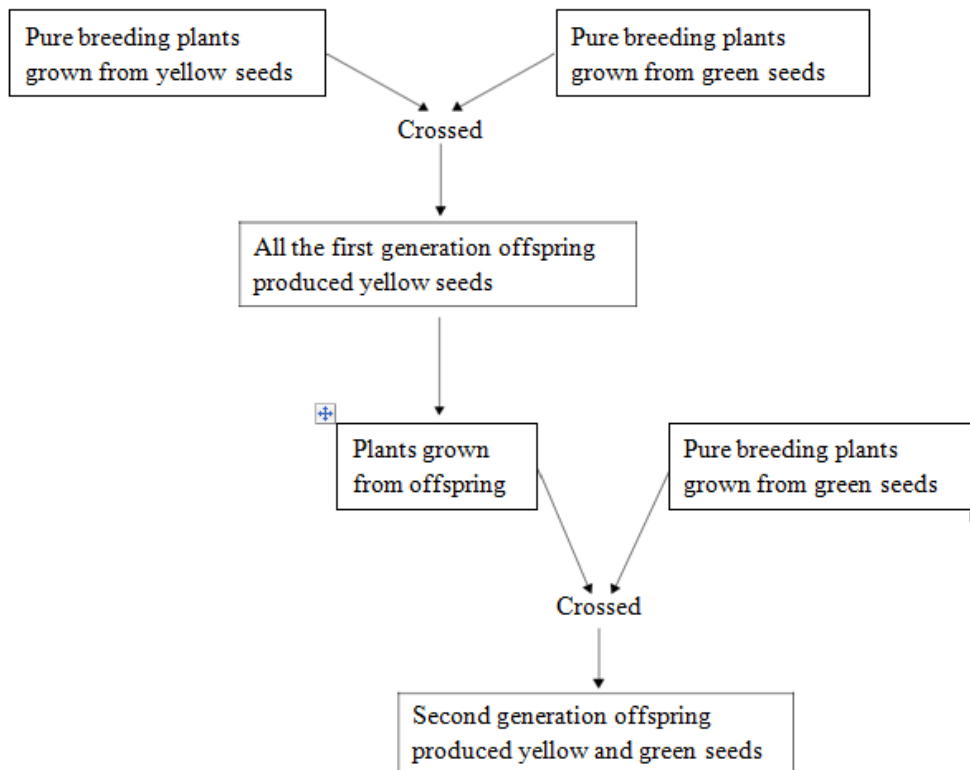 Pure breeding plants
grown from yellow seeds
Pure breeding plants
grown from green seeds
Crossed
All the first generation offspring
produced yellow seeds
Plants grown
from offspring
Pure breeding plants
grown from green seeds
Crossed
Second generation offspring
produced yellow and green seeds